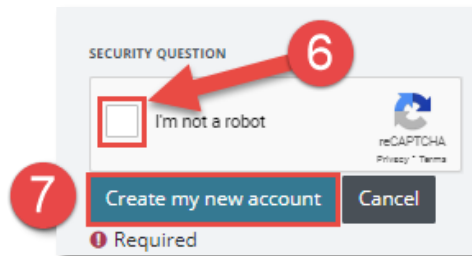 SECURITY QUESTION
6
I'm not a robot
reCAPTCHA
Privacy · Terms
7
Create my new account
Cancel
Required